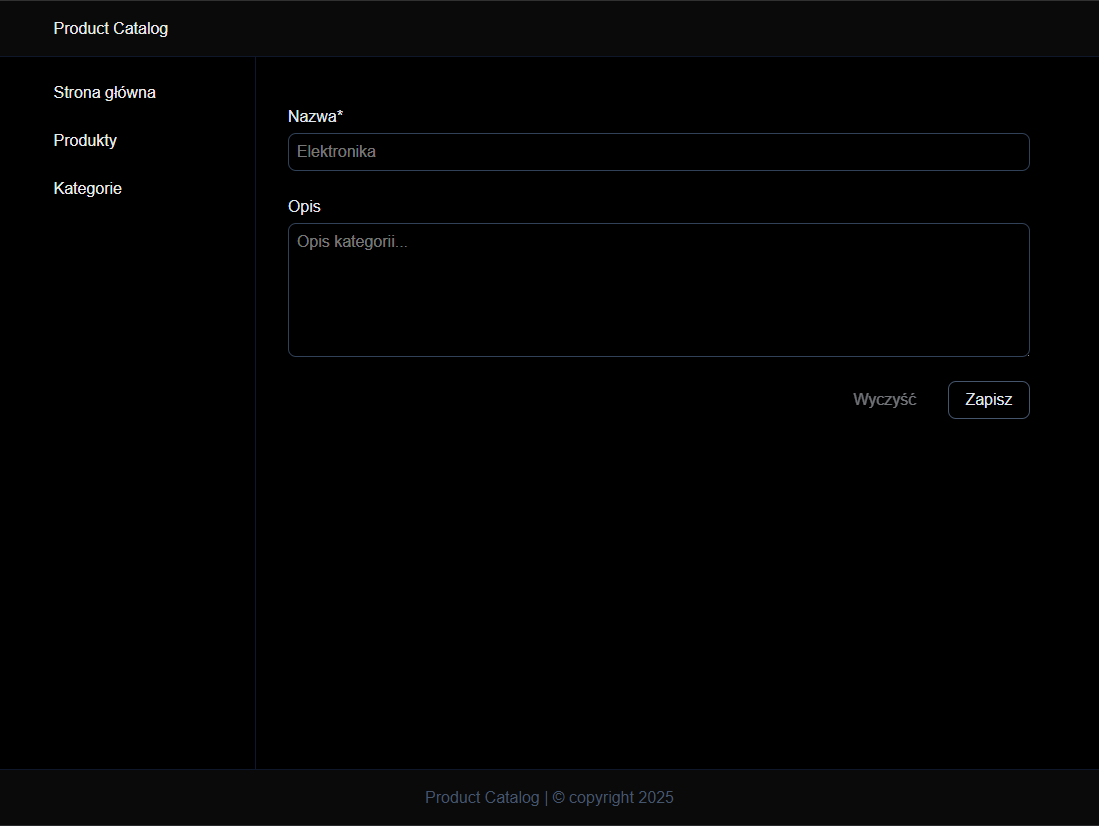 Product Catalog
Strona główna
Produkty
Kategorie
Nazwa*
Elektronika
Opis
Opis kategorii...
Wyczyść
Zapisz
Product Catalog | © copyright 2025